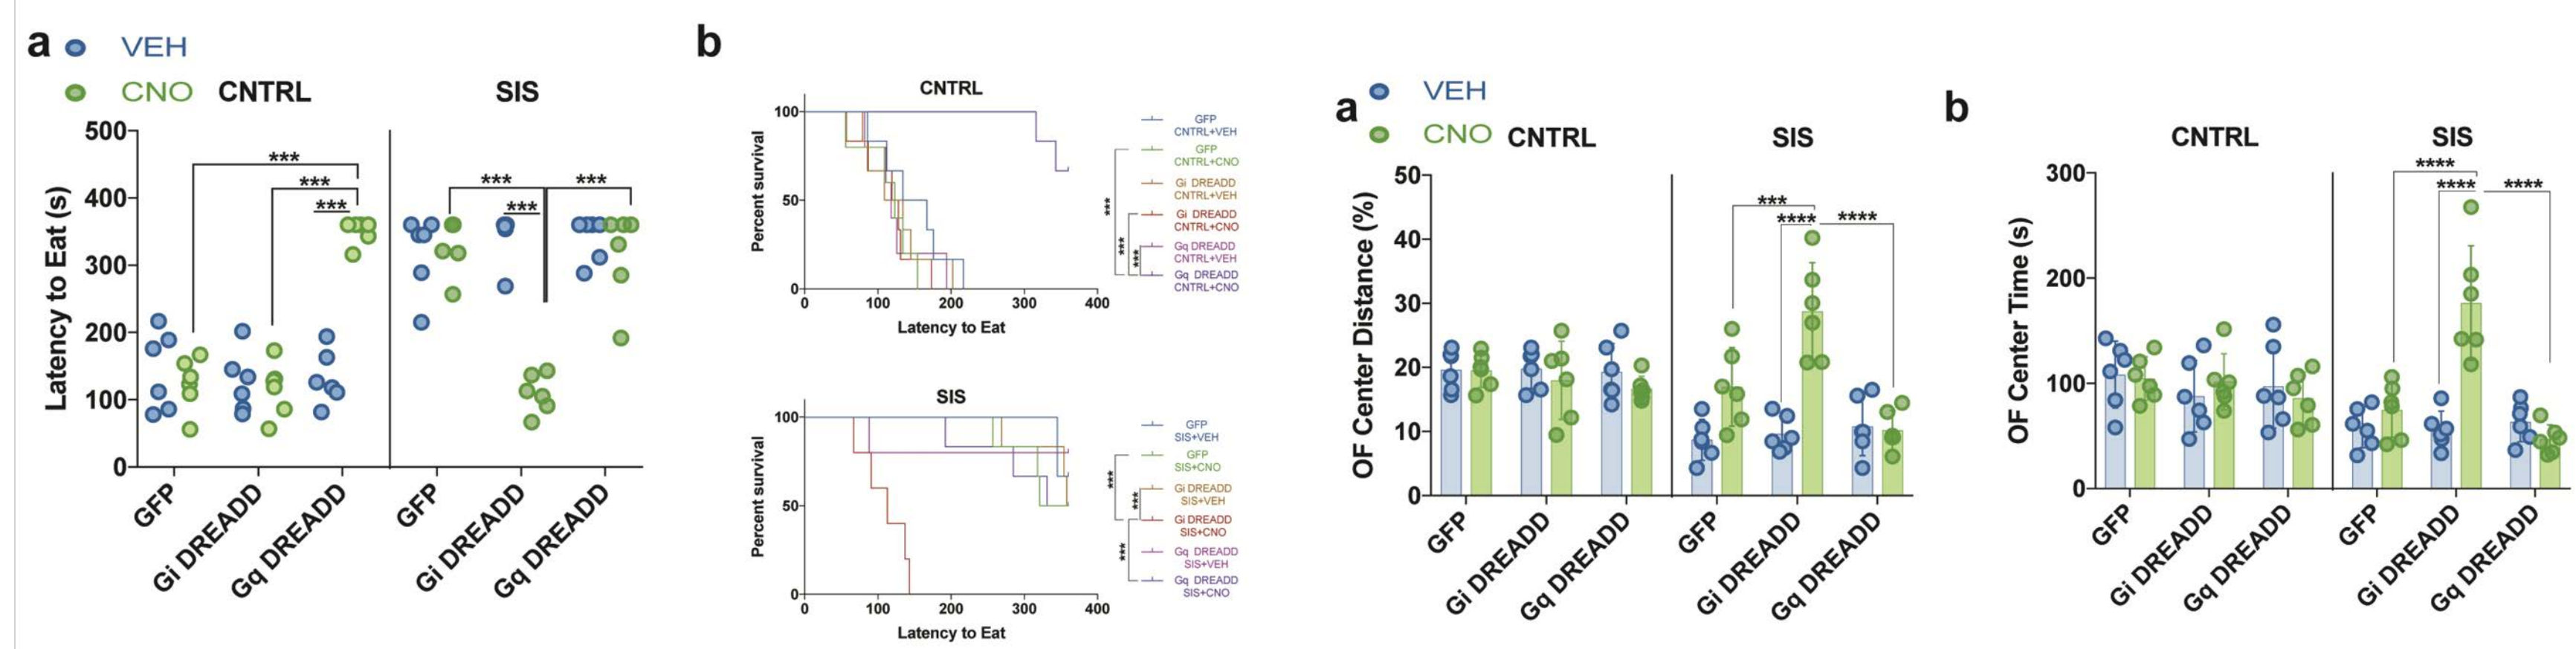 a
VEH
CNO
CNTRL
SIS
Latency to Eat (s)
500
400
300
200
100
0
***
***
***
***
***
***
GFP
Gi DREADD
Gq DREADD
GFP
Gi DREADD
Gq DREADD
b
CNTRL
Percent survival
100
50
0
0 100 200 300 400
Latency to Eat
GFP
CNTRL+VEH
GFP
CNTRL+CNO
Gi DREADD
CNTRL+VEH
Gi DREADD
CNTRL+CNO
Gq DREADD
CNTRL+VEH
Gq DREADD
CNTRL+CNO
***
***
***
SIS
Percent survival
100
50
0
0 100 200 300 400
Latency to Eat
GFP
SIS+VEH
GFP
SIS+CNO
Gi DREADD
SIS+VEH
Gi DREADD
SIS+CNO
Gq DREADD
SIS+VEH
Gq DREADD
SIS+CNO
***
***
***
a
VEH
CNO
CNTRL
SIS
OF Center Distance (%)
50
40
30
20
10
0
***
****
****
GFP
Gi DREADD
Gq DREADD
GFP
Gi DREADD
Gq DREADD
b
CNTRL
SIS
OF Center Time (s)
300
200
100
0
****
****
****
GFP
Gi DREADD
Gq DREADD
GFP
Gi DREADD
Gq DREADD